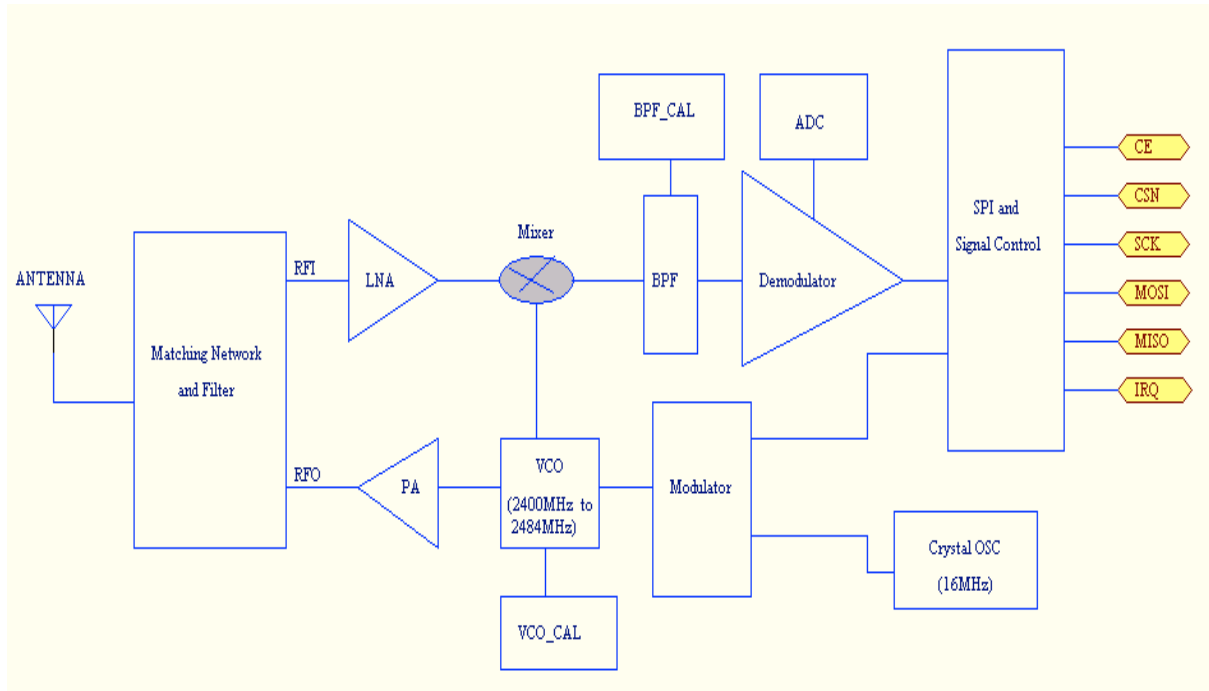 BPF_CAL
ADC
CE
CSN
SPI and
Signal Control
SCK
Mixer
RFI
LNA
BPF
Demodulator
MOSI
ANTENNA
MISO
Matching Network
and Filter
IRQ
RFO
PA
VCO
(2400MHz to
2484MHz)
Modulator
Crystal OSC
(16MHz)
VCO_CAL